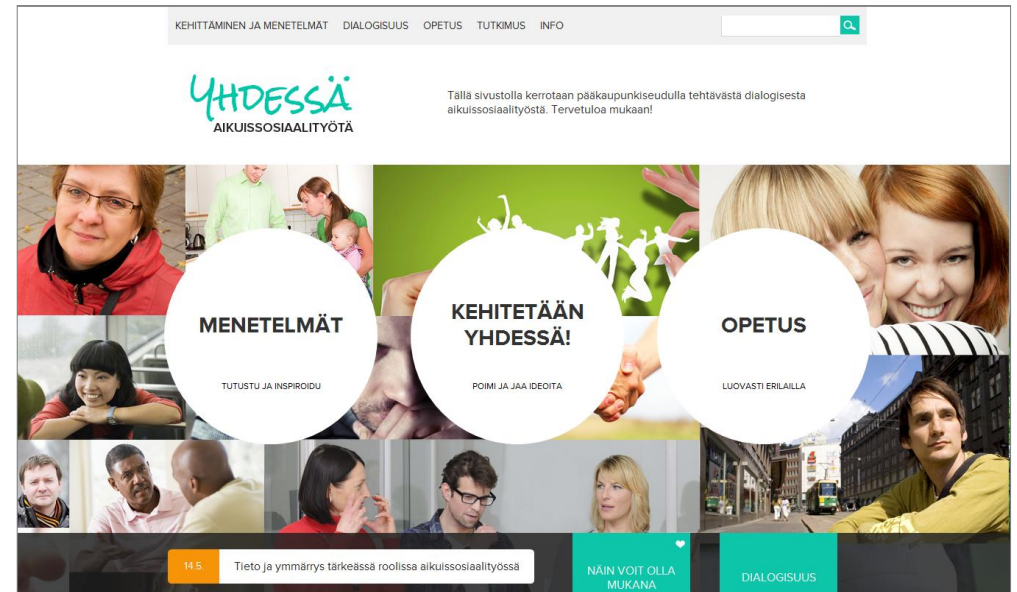 KEHITTÄMINEN JA MENETELMÄT DIALOGISUUS OPETUS TUTKIMUS INFO
YHDESSÄ
AIKUISSOSIAALITYÖTÄ
Tällä sivustolla kerrotaan pääkaupunkiseudulla tehtävästä dialogisesta
aikuissosiaalityöstä. Tervetuloa mukaan!
MENETELMÄT
TUTUSTU JA INSPIROIDU
KEHITETÄÄN
YHDESSÄ!
POIMI JA JAA IDEOITA
OPETUS
LUOVASTI ERILAILLA
14.5. Tieto ja ymmärrys tärkeässä roolissa aikuissosiaalityössä
NÄIN VOIT OLLA
MUKANA
DIALOGISUUS